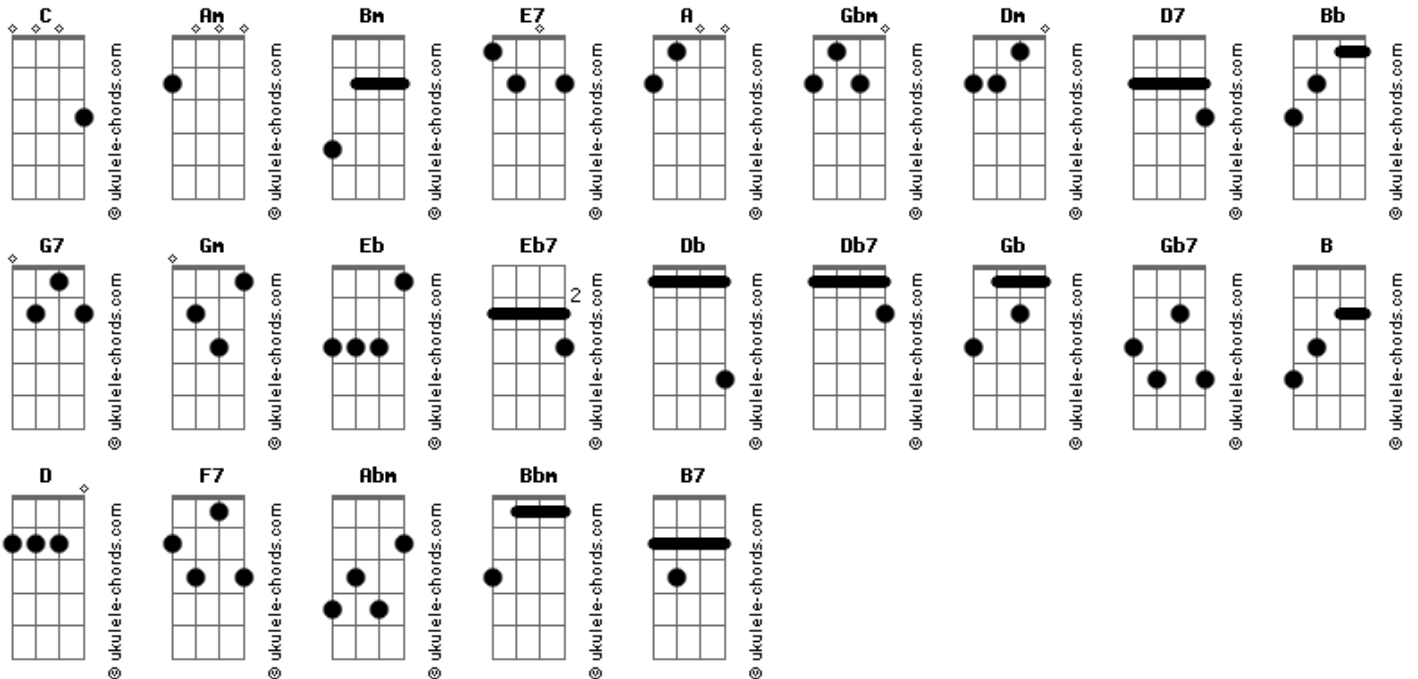 C Am Bm E7 A Gbm Dm D7 Bb
© ukulele-chords.com © ukulele-chords.com © ukulele-chords.com © ukulele-chords.com © ukulele-chords.com © ukulele-chords.com © ukulele-chords.com © ukulele-chords.com © ukulele-chords.com
G7 Gm Eb Eb7 Db Db7 Gb Gb7 B
2
© ukulele-chords.com © ukulele-chords.com © ukulele-chords.com © ukulele-chords.com © ukulele-chords.com © ukulele-chords.com © ukulele-chords.com © ukulele-chords.com © ukulele-chords.com
D F7 Abm Bbm B7
© ukulele-chords.com © ukulele-chords.com © ukulele-chords.com © ukulele-chords.com © ukulele-chords.com